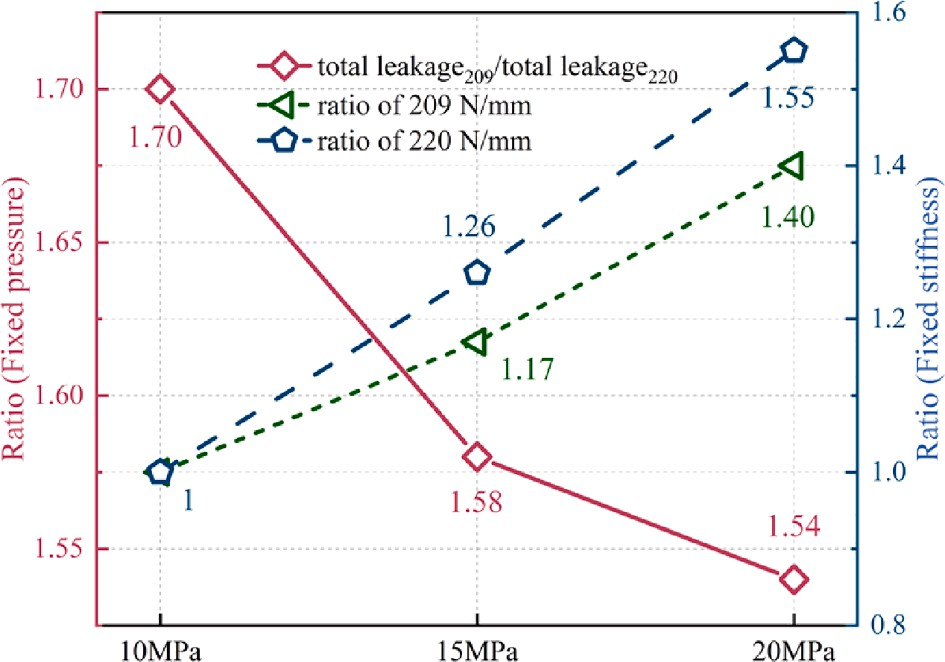 1.6
total leakage209/total leakage220
1.70
ratio of 209 N/mm
1.55
1.70
ratio of 220 N/mm
1.4
1.40
1.65
1.26
Ratio (Fixed pressure)
Ratio (Fixed stiffness)
1.2
1.17
1.60
1
1.58
1.0
1.54
1.55
0.8
10MPa
15MPa
20MPa